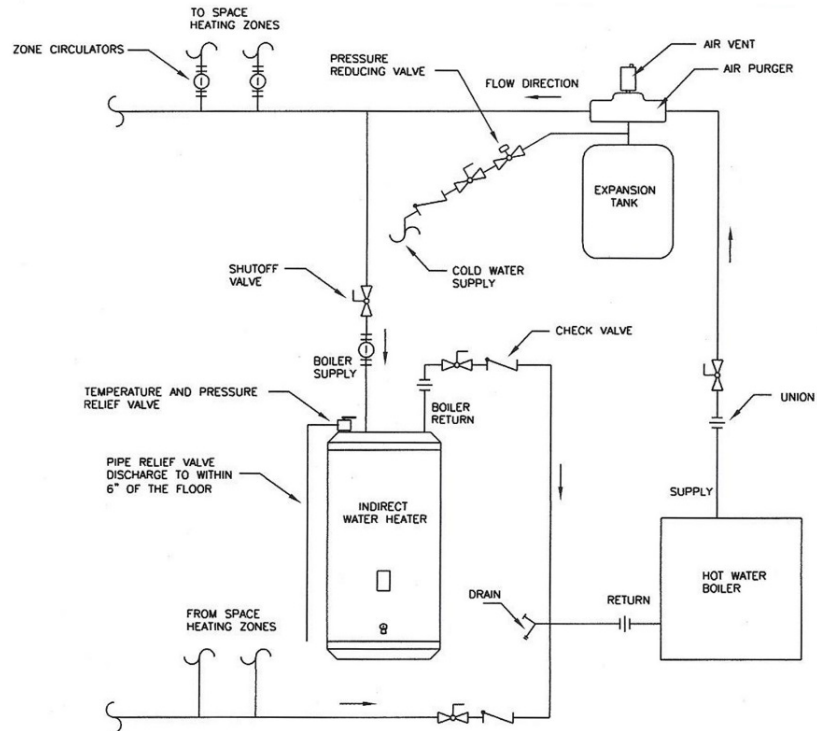 TO SPACE
HEATING ZONES
ZONE CIRCULATORS
PRESSURE
REDUCING VALVE
FLOW DIRECTION
AIR VENT
AIR PURGER
EXPANSION
TANK
COLD WATER
SUPPLY
SHUTOFF
VALVE
BOILER
SUPPLY
CHECK VALVE
TEMPERATURE AND PRESSURE
RELIEF VALVE
BOILER
RETURN
UNION
PIPE RELIEF VALVE
DISCHARGE TO WITHIN
6" OF THE FLOOR
SUPPLY
INDIRECT
WATER HEATER
HOT WATER
BOILER
DRAIN
RETURN
FROM SPACE
HEATING ZONES